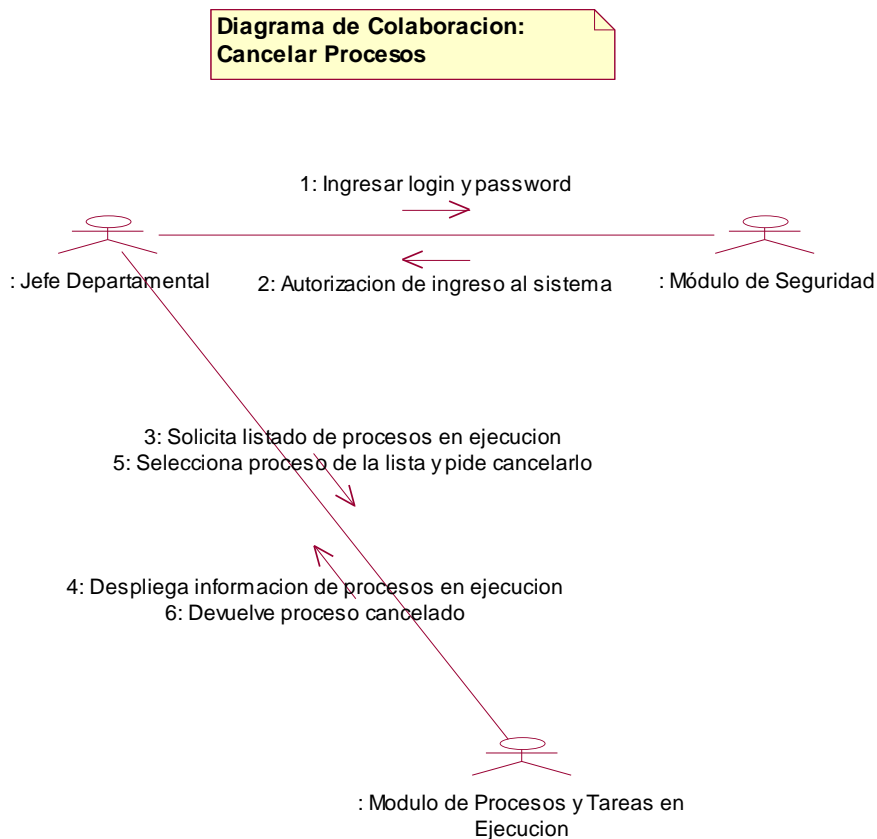 Diagrama de Colaboracion:
Cancelar Procesos
1: Ingresar login y password
: Jefe Departamental
2: Autorizacion de ingreso al sistema
: Módulo de Seguridad
3: Solicita listado de procesos en ejecucion
5: Selecciona proceso de la lista y pide cancelarlo
4: Despliega informacion de procesos en ejecucion
6: Devuelve proceso cancelado
: Modulo de Procesos y Tareas en
Ejecucion